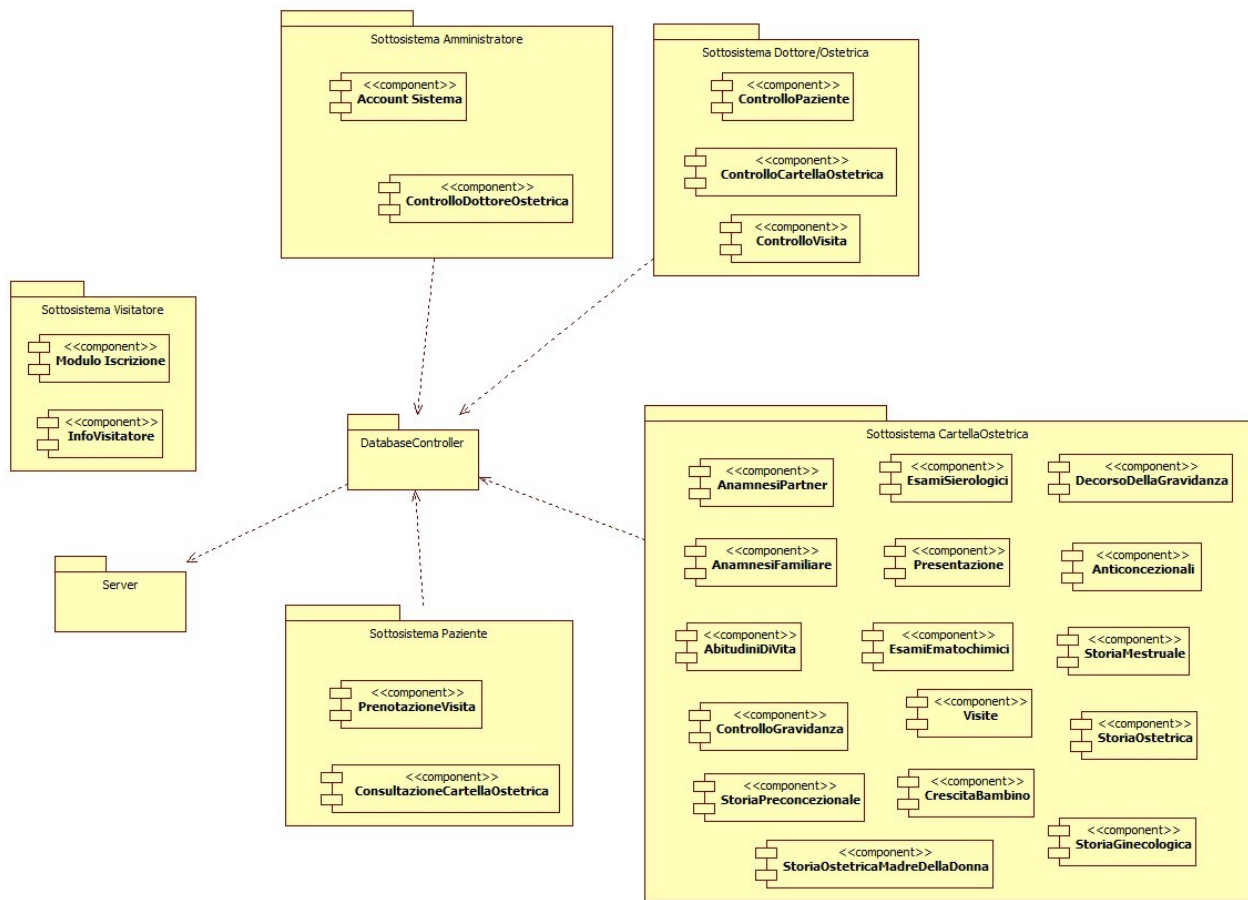 Sottosistema Amministratore
<<component>>
Account Sistema
<<component>>
ControlloDottoreOstetrica
Sottosistema Dottore/Ostetrica
<<component>>
ControlloPaziente
<<component>>
ControlloCartellaOstetrica
<<component>>
ControlloVisita
Sottosistema Visitatore
<<component>>
Modulo Iscrizione
<<component>>
InfoVisitatore
DatabaseController
Server
Sottosistema Paziente
<<component>>
PrenotazioneVisita
<<component>>
ConsultazioneCartellaOstetrica
Sottosistema CartellaOstetrica
<<component>>
AnamnesiPartner
<<component>>
EsamiSierologici
<<component>>
DecorsoDellaGravidanza
<<component>>
AnamnesiFamiliare
<<component>>
Presentazione
<<component>>
Anticoncezionali
<<component>>
AbitudiniDiVita
<<component>>
EsamiEmatochimici
<<component>>
StoriaMestruale
<<component>>
ControlloGravidanza
<<component>>
Visite
<<component>>
StoriaOstetrica
<<component>>
StoriaPreconcezionale
<<component>>
CrescitaBambino
<<component>>
StoriaGinecologica
<<component>>
StoriaOstetricaMadreDellaDonna